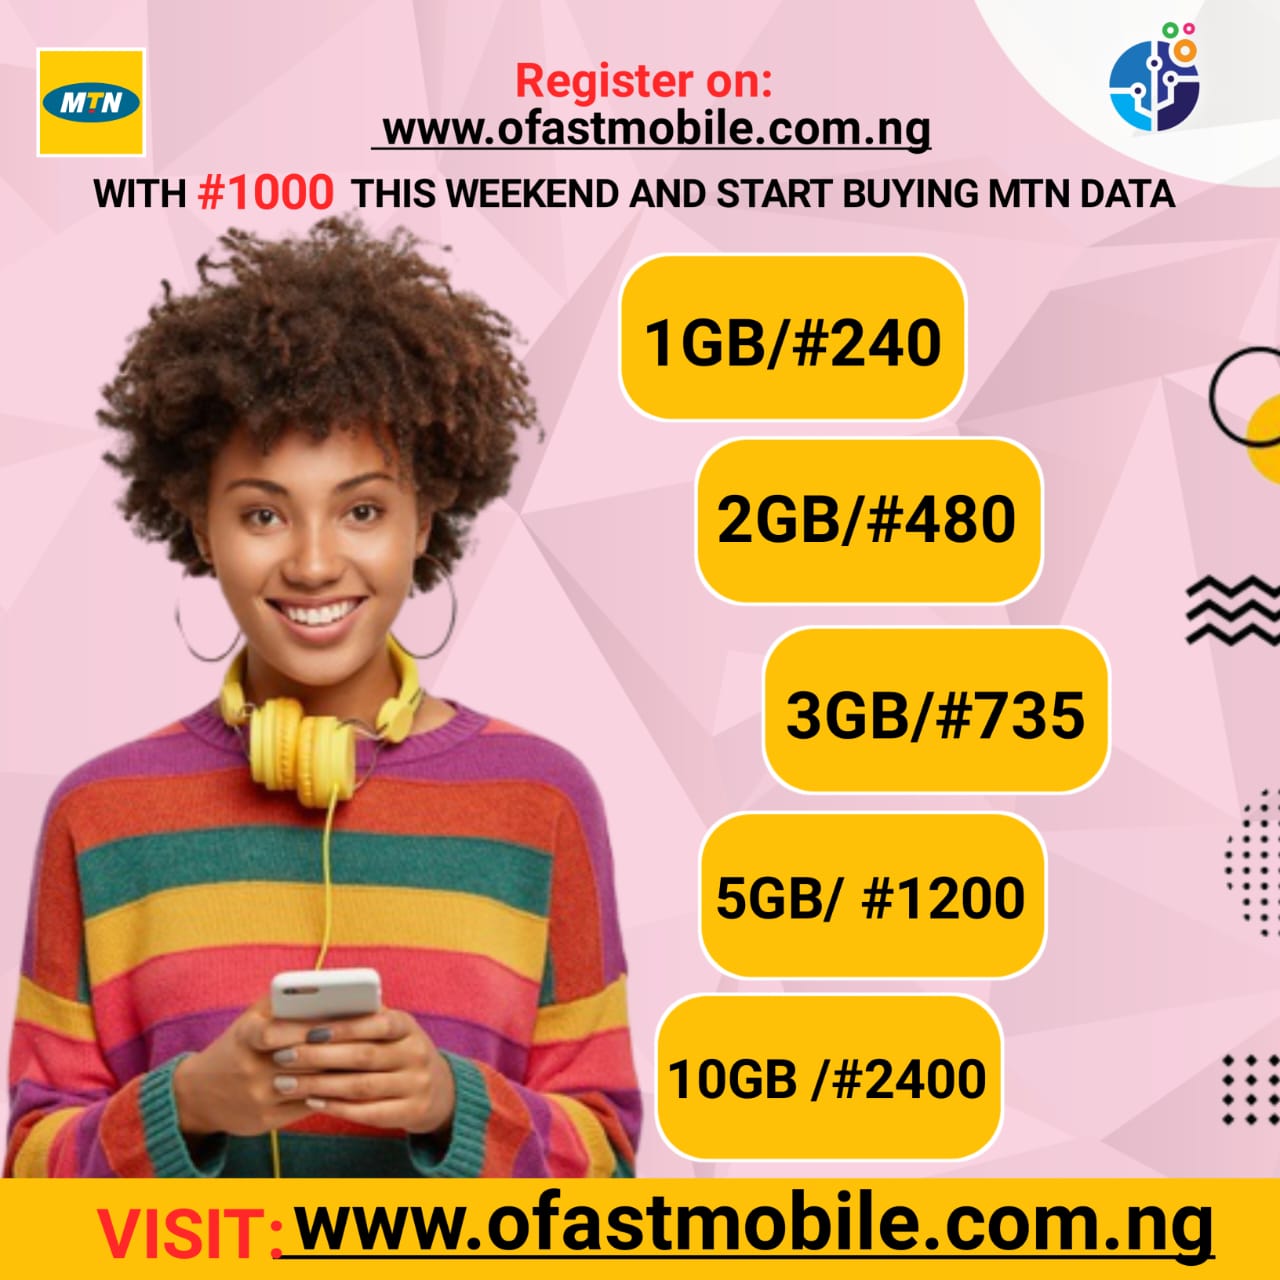 MTN
Register on:
www.ofastmobile.com.ng
WITH #1000 THIS WEEKEND AND START BUYING MTN DATA
1GB/#240
2GB/#480
3GB/#735
5GB/ #1200
10GB /#2400
VISIT: www.ofastmobile.com.ng